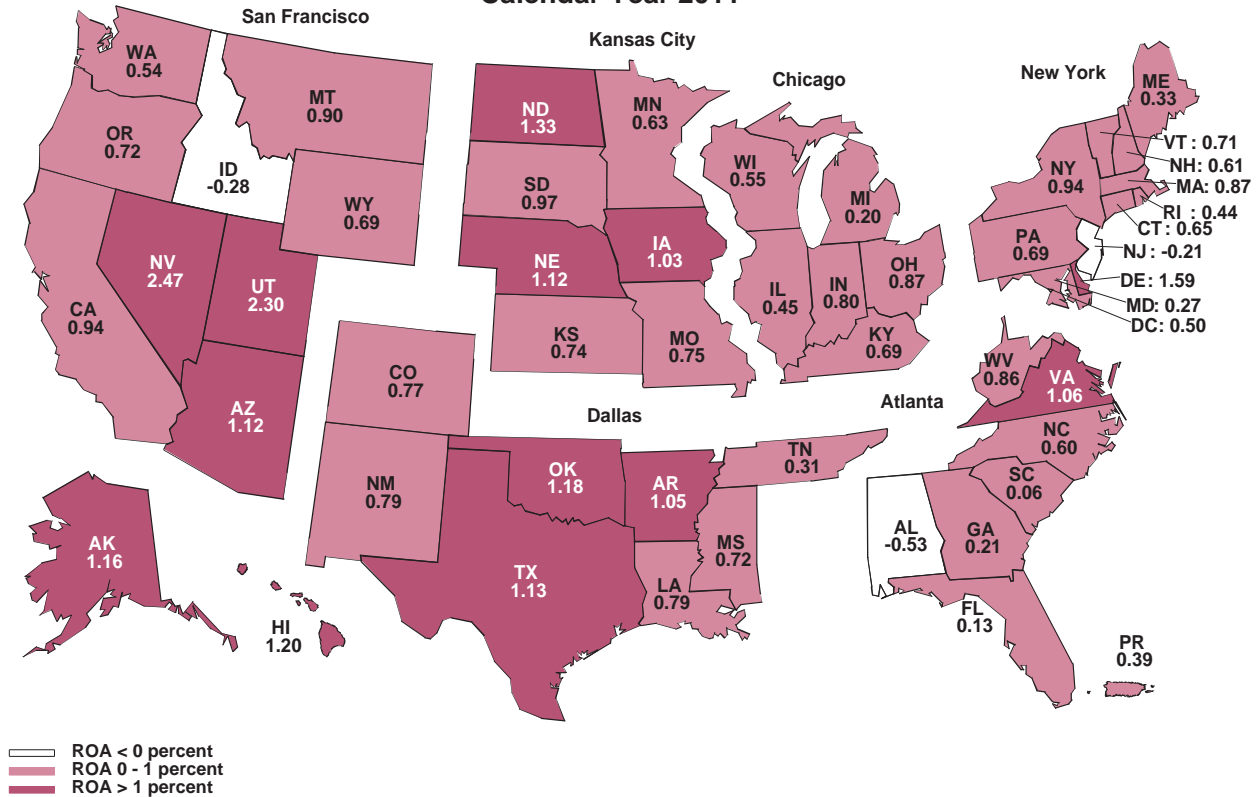 Calendar Year 2011
San Francisco
Kansas City
Chicago
New York
WA
0.54
MT
0.90
OR
0.72
ID
-0.28
WY
0.69
NV
2.47
UT
2.30
CA
0.94
AZ
1.12
AK
1.16
HI
1.20
ND
1.33
MN
0.63
SD
0.97
IA
1.03
NE
1.12
KS
0.74
MO
0.75
WI
0.55
MI
0.20
IL
0.45
IN
0.80
OH
0.87
KY
0.69
ME
0.33
VT : 0.71
NH: 0.61
MA: 0.87
RI : 0.44
CT: 0.65
NJ: -0.21
DE: 1.59
MD: 0.27
DC: 0.50
NY
0.94
PA
0.69
Dallas
CO
0.77
NM
0.79
OK
1.18
AR
1.05
TX
1.13
LA
0.79
MS
0.72
TN
0.31
Atlanta
WV
0.86
VA
1.06
NC
0.60
SC
0.06
AL
-0.53
GA
0.21
FL
0.13
PR
0.39
ROA < 0 percent
ROA 0 - 1 percent
ROA > 1 percent